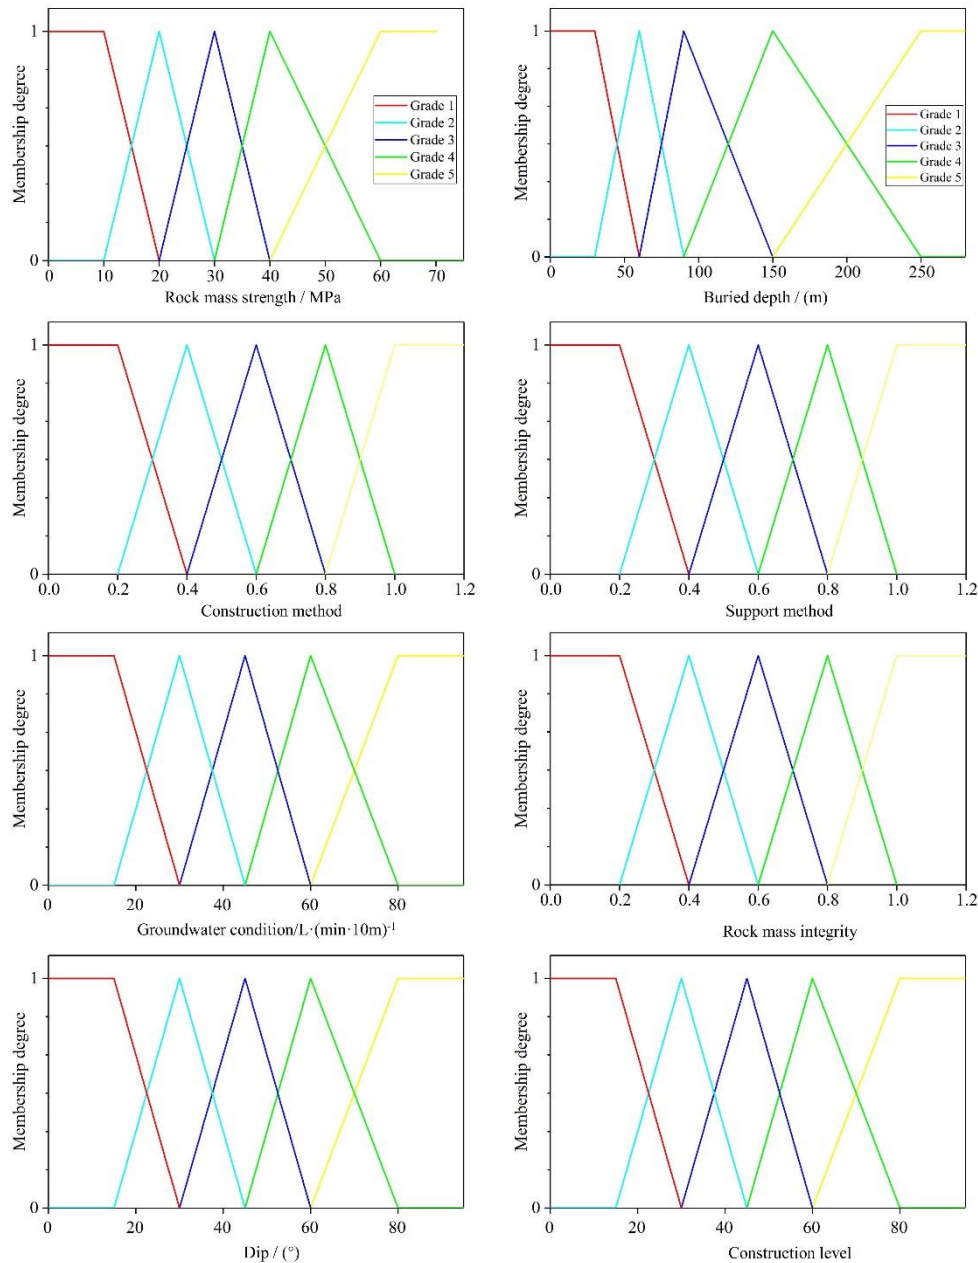 Membership degree
1
0
0 10 20 30 40 50 60 70
Rock mass strength / MPa
Grade 1
Grade 2
Grade 3
Grade 4
Grade 5
Membership degree
1
0
0 50 100 150 200 250
Buried depth / (m)
Grade 1
Grade 2
Grade 3
Grade 4
Grade 5
Membership degree
1
0
0.0 0.2 0.4 0.6 0.8 1.0 1.2
Construction method
Membership degree
1
0
0.0 0.2 0.4 0.6 0.8 1.0 1.2
Support method
Membership degree
1
0
0 20 40 60 80
Groundwater condition/L·(min·10m)⁻¹
Membership degree
1
0
0.0 0.2 0.4 0.6 0.8 1.0 1.2
Rock mass integrity
Membership degree
1
0
0 20 40 60 80
Dip / (°)
Membership degree
1
0
0 20 40 60 80
Construction level